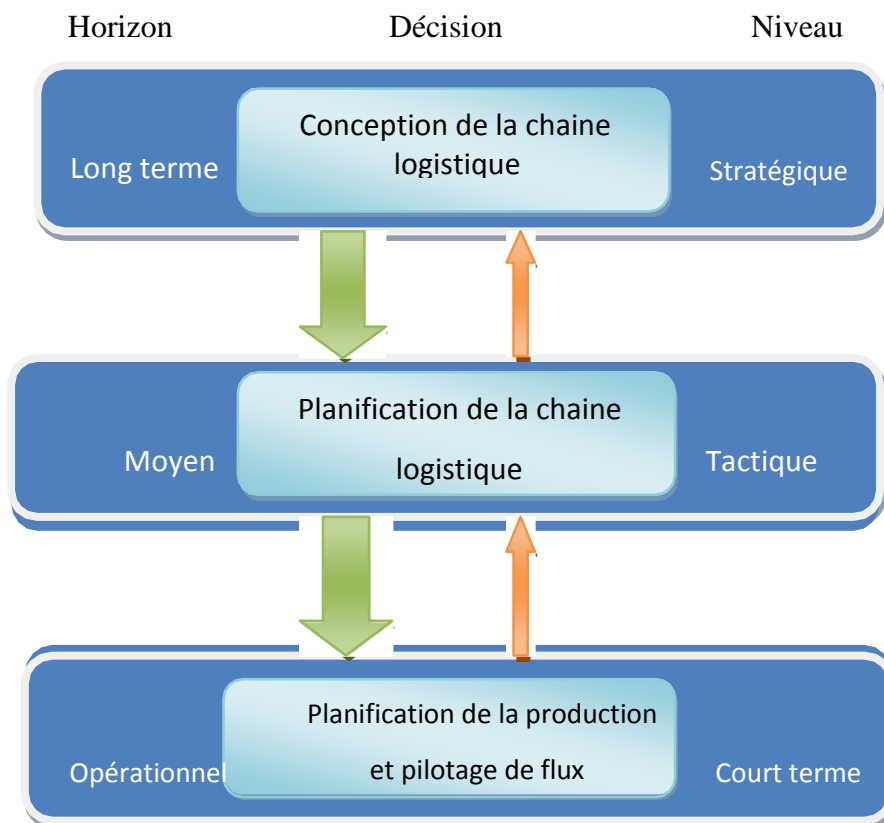 Horizon Décision Niveau
Conception de la chaine
logistique
Long terme
Stratégique
Planification de la chaine
logistique
Moyen
Tactique
Planification de la production
et pilotage de flux
Opérationnel
Court terme